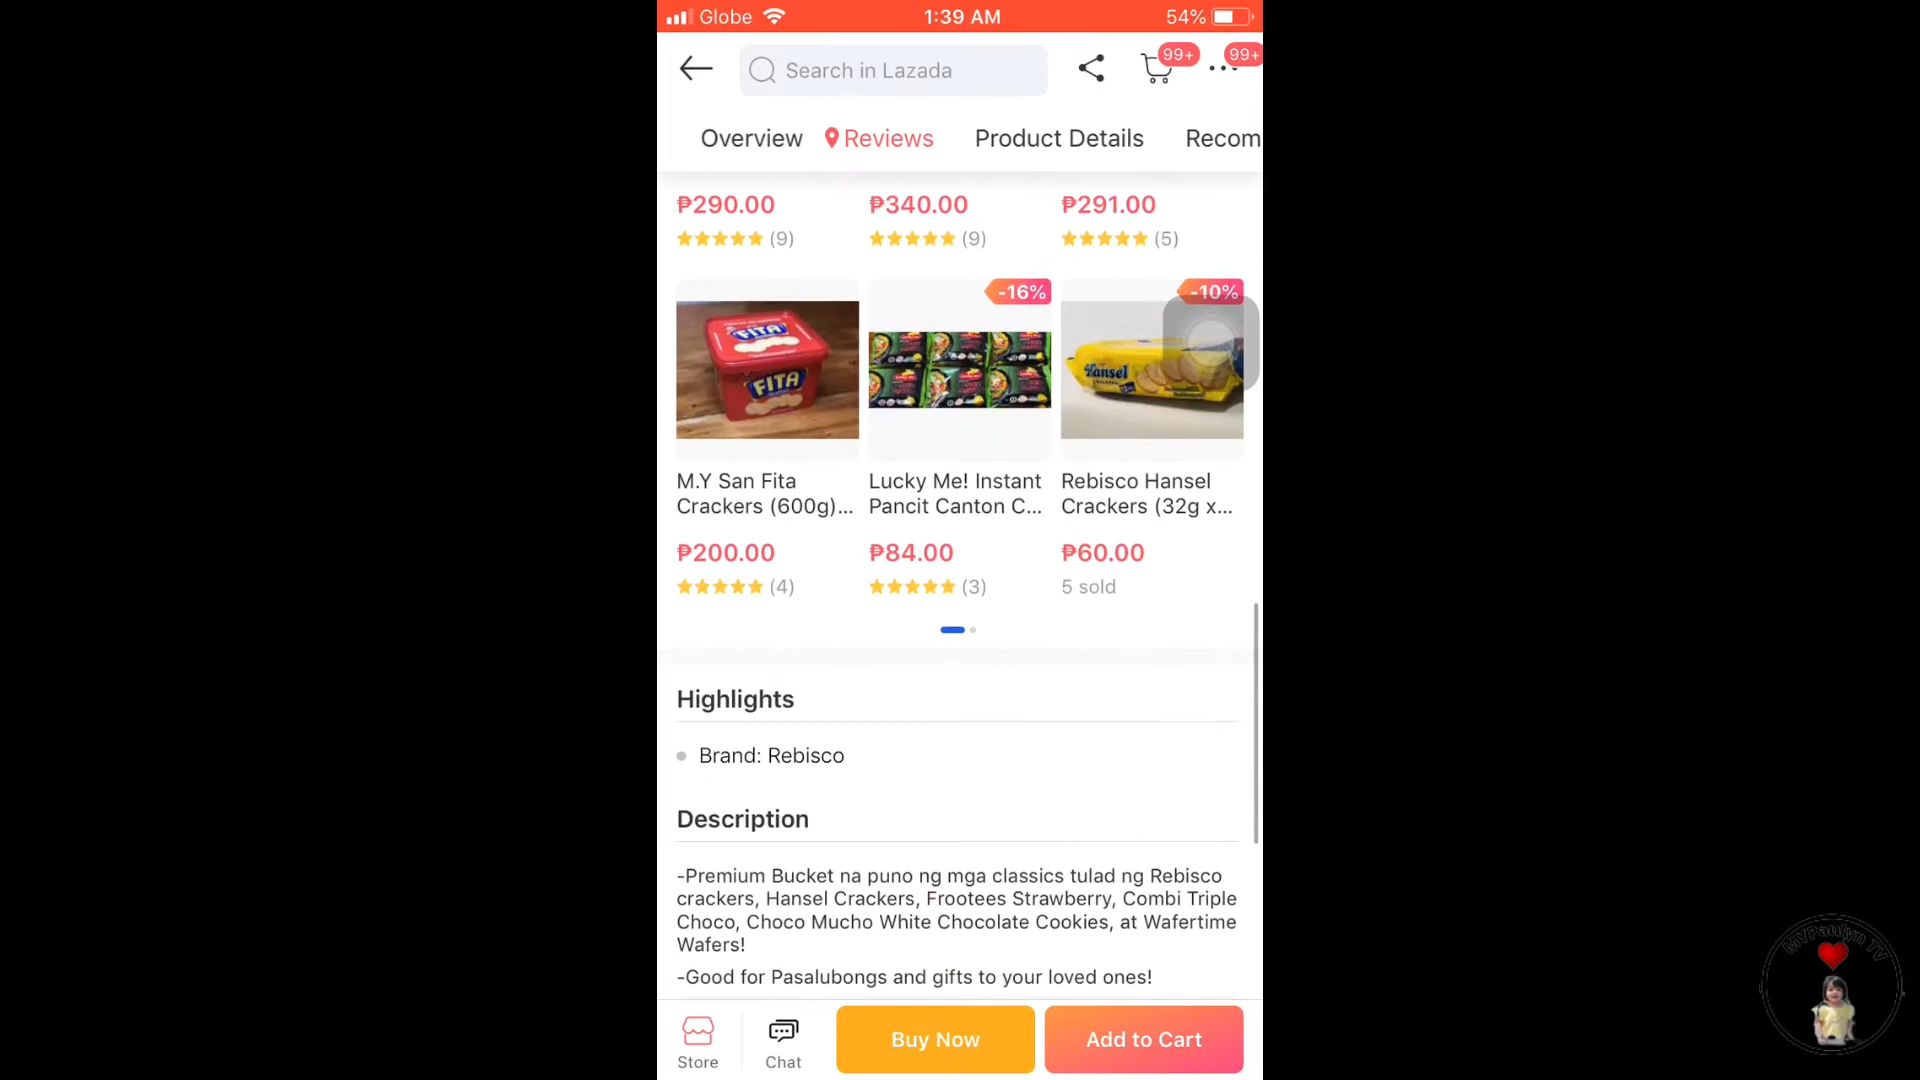 Globe
1:39 AM
54%
Search in Lazada
99+
99+
Overview
Reviews
Product Details
Recom
₱290.00
₱340.00
₱291.00
(9)
(9)
(5)
-16%
-10%
FITA
FITA
Hansel
M.Y San Fita
Crackers (600g)...
Lucky Me! Instant
Pancit Canton C...
Rebisco Hansel
Crackers (32g x...
₱200.00
₱84.00
₱60.00
(4)
(3)
5 sold
Highlights
Brand: Rebisco
Description
-Premium Bucket na puno ng mga classics tulad ng Rebisco
crackers, Hansel Crackers, Frootees Strawberry, Combi Triple
Choco, Choco Mucho White Chocolate Cookies, at Wafertime
Wafers!
-Good for Pasalubongs and gifts to your loved ones!
Store
Chat
Buy Now
Add to Cart
MYPaulyn TV